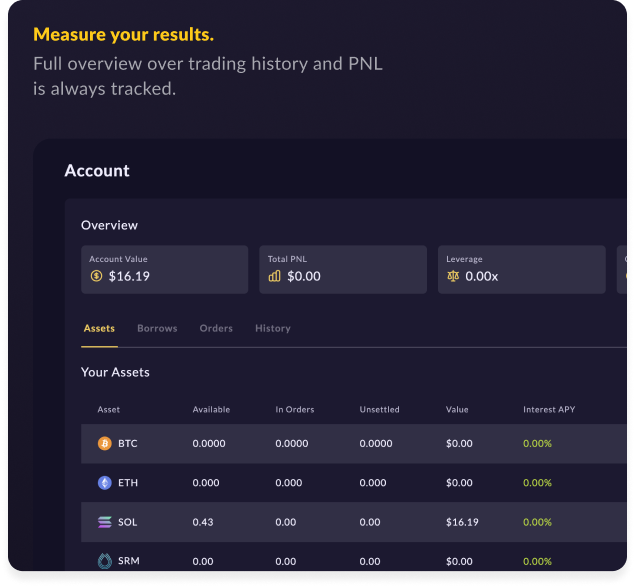 Measure your results.
Full overview over trading history and PNL
is always tracked.
Account
Overview
Account Value
$16.19
Total PNL
$0.00
Leverage
0.00x
Assets Borrows Orders History
Your Assets
Asset Available In Orders Unsettled Value Interest APY
BTC 0.0000 0.0000 0.0000 $0.00 0.00%
ETH 0.000 0.000 0.000 $0.00 0.00%
SOL 0.43 0.00 0.00 $16.19 0.00%
SRM 0.00 0.00 0.00 $0.00 0.00%